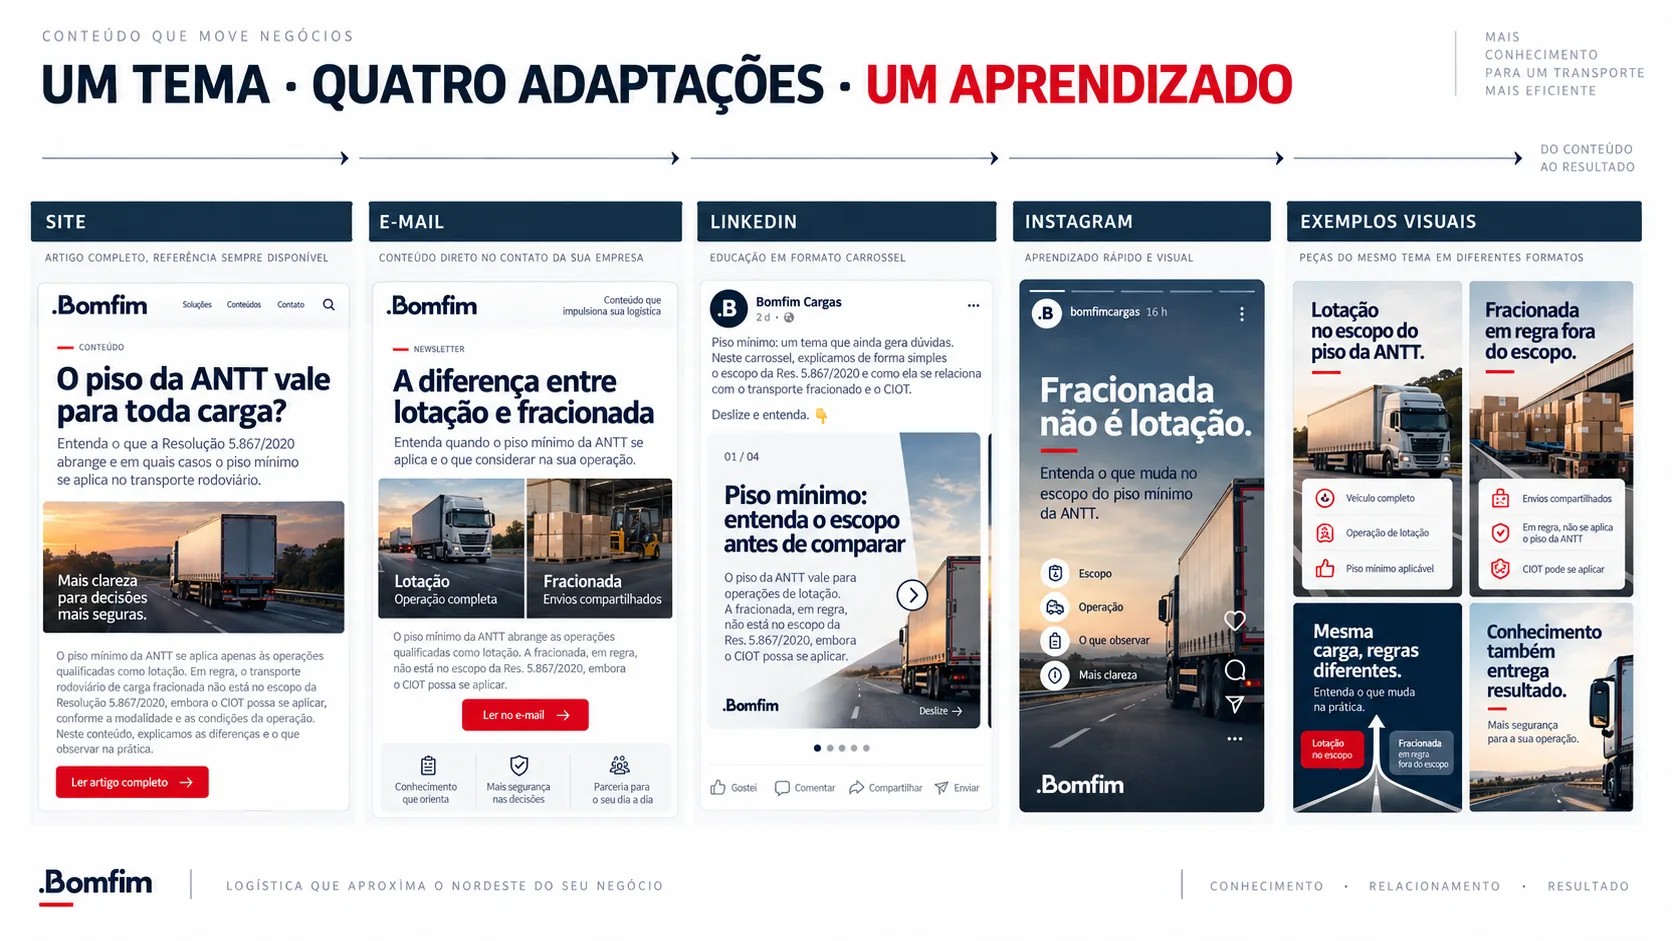 CONTEÚDO QUE MOVE NEGÓCIOS
UM TEMA · QUATRO ADAPTAÇÕES · UM APRENDIZADO
MAIS
CONHECIMENTO
PARA UM TRANSPORTE
MAIS EFICIENTE
DO CONTEÚDO
AO RESULTADO
SITE
ARTIGO COMPLETO, REFERÊNCIA SEMPRE DISPONÍVEL
.Bomfim
Soluções Conteúdos Contato
CONTEÚDO
O piso da ANTT vale
para toda carga?
Entenda o que a Resolução 5.867/2020
abrange e em quais casos o piso mínimo
se aplica no transporte rodoviário.
Mais clareza
para decisões
mais seguras.
O piso mínimo da ANTT se aplica apenas às operações
qualificadas como lotação. Em regra, o transporte
rodoviário de carga fracionada não está no escopo da
Resolução 5.867/2020, embora o CIOT possa se aplicar,
conforme a modalidade e as condições da operação.
Neste conteúdo, explicamos as diferenças e o que
observar na prática.
Ler artigo completo →
E-MAIL
CONTEÚDO DIRETO NO CONTATO DA SUA EMPRESA
.Bomfim
Conteúdo que
impulsiona sua logística
NEWSLETTER
A diferença entre
lotação e fracionada
Entenda quando o piso mínimo da ANTT se
aplica e o que considerar na sua operação.
Lotação
Operação completa
Fracionada
Envios compartilhados
O piso mínimo da ANTT abrange as operações
qualificadas como lotação. A fracionada, em regra,
não está no escopo da Res. 5.867/2020, embora
o CIOT possa se aplicar.
Ler no e-mail →
Conhecimento
que orienta
Mais segurança
nas decisões
Parceria para
o seu dia a dia
LINKEDIN
EDUCAÇÃO EM FORMATO CARROSSEL
.B
Bomfim Cargas
2 d ·
Piso mínimo: um tema que ainda gera dúvidas.
Neste carrossel, explicamos de forma simples
o escopo da Res. 5.867/2020 e como ela se relaciona
com o transporte fracionado e o CIOT.
Deslize e entenda. 👇
01 / 04
Piso mínimo:
entenda o escopo
antes de comparar
O piso da ANTT vale para
operações de lotação.
A fracionada, em regra,
não está no escopo da
Res. 5.867/2020, embora
o CIOT possa se aplicar.
.Bomfim
Deslize →
Gostei Comentar Compartilhar Enviar
INSTAGRAM
APRENDIZADO RÁPIDO E VISUAL
.B
bomfimcargas 16 h
Fracionada
não é lotação.
Entenda o que muda no
escopo do piso mínimo
da ANTT.
Escopo
Operação
O que observar
Mais clareza
.Bomfim
EXEMPLOS VISUAIS
PEÇAS DO MESMO TEMA EM DIFERENTES FORMATOS
Lotação
no escopo do
piso da ANTT.
Veículo completo
Operação de lotação
Piso mínimo aplicável
Fracionada
em regra fora
do escopo.
Envios compartilhados
Em regra, não se aplica
o piso da ANTT
CIOT pode se aplicar
Mesma
carga, regras
diferentes.
Entenda o que muda
na prática.
Lotação
no escopo
Fracionada
em regra
fora do escopo
Conhecimento
também
entrega
resultado.
Mais segurança
para a sua operação.
.Bomfim
LOGÍSTICA QUE APROXÌMA O NORDESTE DO SEU NEGÓCIO
CONHECIMENTO · RELACIONAMENTO · RESULTADO